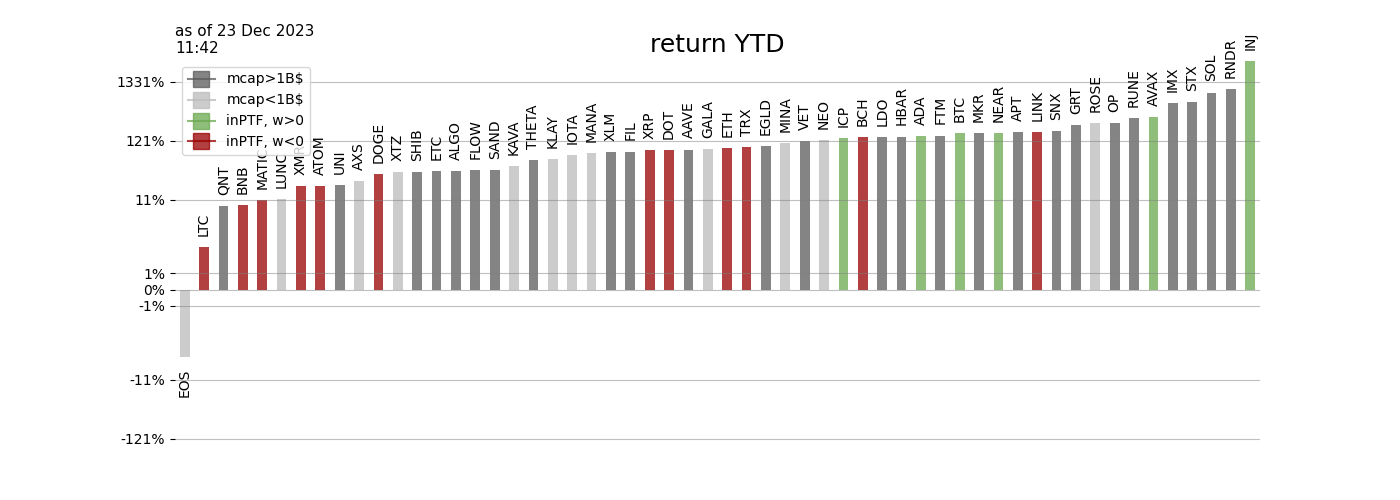 as of 23 Dec 2023
11:42
return YTD
mcap>1B$
mcap<1B$
inPTF, w>0
inPTF, w<0
1331%
121%
11%
1%
0%
-1%
-11%
-121%
EOS
LTC
QNT
BNB
MATIC
LUNC
XMR
ATOM
UNI
AXS
DOGE
XTZ
SHIB
ETC
ALGO
FLOW
SAND
KAVA
THETA
KLAY
IOTA
MANA
XLM
FIL
XRP
DOT
AAVE
GALA
ETH
TRX
EGLD
MINA
VET
NEO
ICP
BCH
LDO
HBAR
ADA
FTM
BTC
MKR
NEAR
APT
LINK
SNX
GRT
ROSE
OP
RUNE
AVAX
IMX
STX
SOL
RNDR
INJ